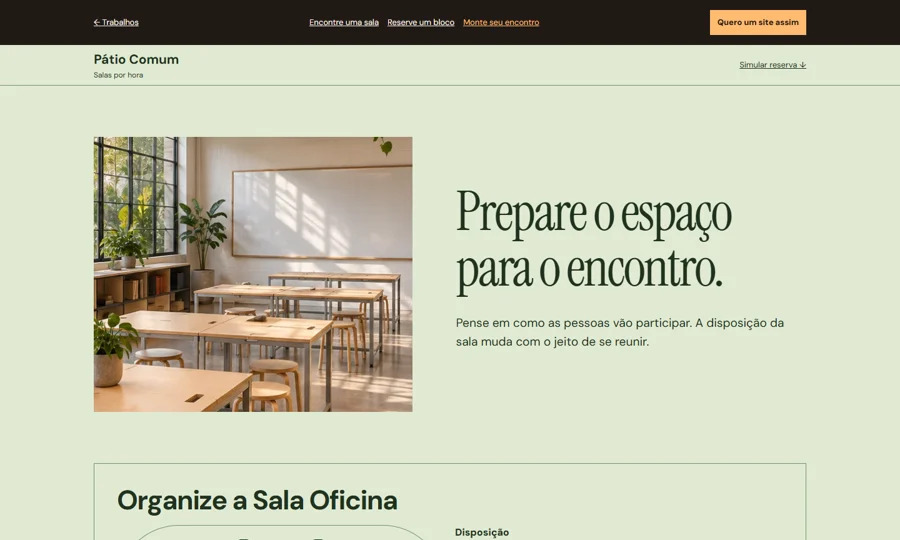 ← Trabalhos
Encontre uma sala
Reserve um bloco
Monte seu encontro
Quero um site assim
Pátio Comum
Salas por hora
Simular reserva ↓
Prepare o espaço
para o encontro.
Pense em como as pessoas vão participar. A disposição da
sala muda com o jeito de se reunir.
Organize a Sala Oficina
Disposição